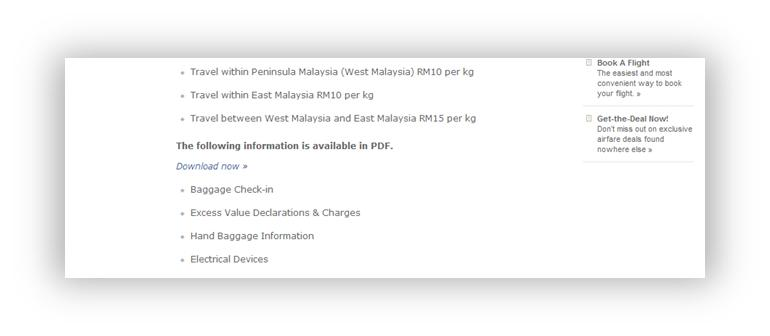 Travel within Peninsula Malaysia (West Malaysia) RM10 per kg
Travel within East Malaysia RM10 per kg
Travel between West Malaysia and East Malaysia RM15 per kg
The following information is available in PDF.
Download now »
Baggage Check-in
Excess Value Declarations & Charges
Hand Baggage Information
Electrical Devices
Book A Flight
The easiest and most
convenient way to book
your flight. »
Get-the-Deal Now!
Don't miss out on exclusive
airfare deals found
nowhere else »